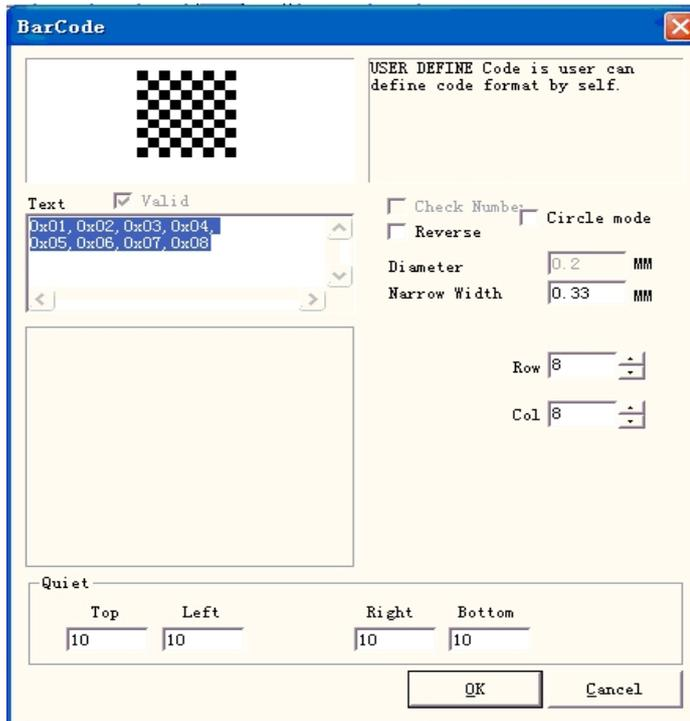 BarCode
USER DEFINE Code is user can
define code format by self.
Text
Valid
0x01, 0x02, 0x03, 0x04,
0x05, 0x06, 0x07, 0x08
Check Number
Circle mode
Reverse
Diameter 0.2 MM
Narrow Width 0.33 MM
Row 8
Col 8
Quiet
Top Left Right Bottom
10 10 10 10
OK Cancel